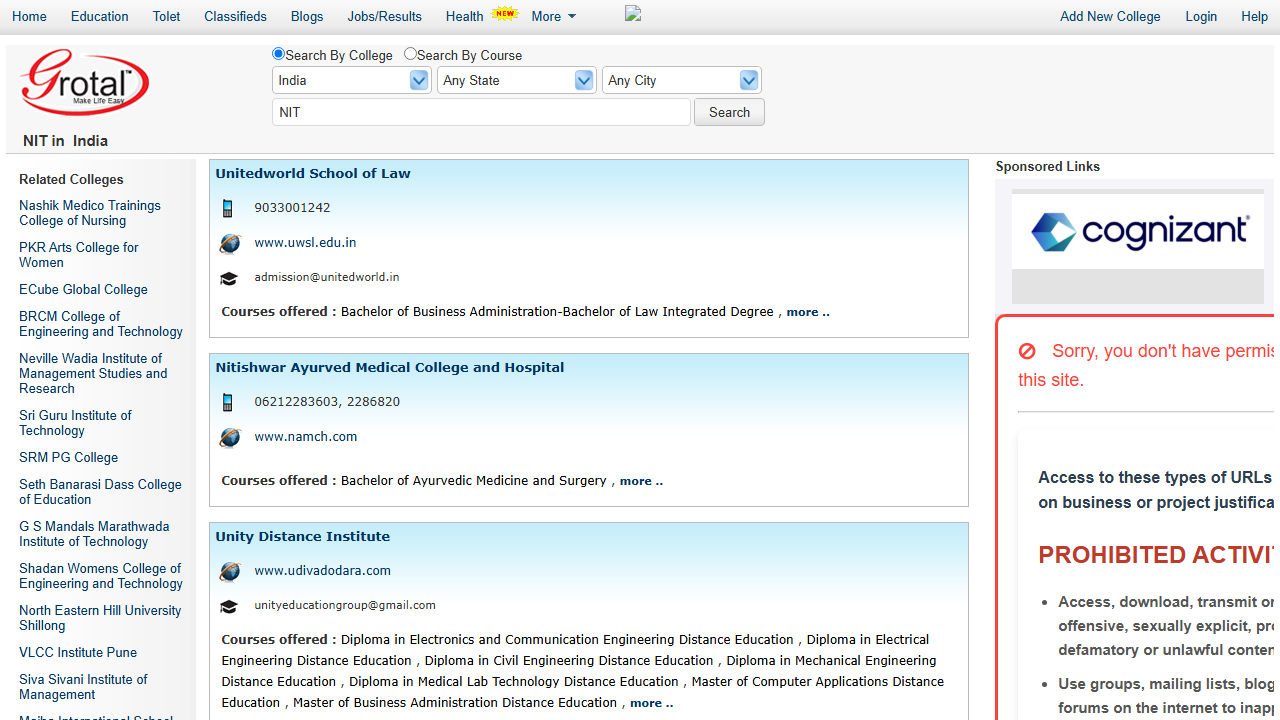 Home Education Tolet Classifieds Blogs Jobs/Results Health NEW More Add New College Login Help
Grotal™
Make Life Easy
Search By College Search By Course
India Any State Any City
NIT Search
NIT in India
Related Colleges
Nashik Medico Trainings
College of Nursing
PKR Arts College for
Women
ECube Global College
BRCM College of
Engineering and Technology
Neville Wadia Institute of
Management Studies and
Research
Sri Guru Institute of
Technology
SRM PG College
Seth Banarasi Dass College
of Education
G S Mandals Marathwada
Institute of Technology
Shadan Womens College of
Engineering and Technology
North Eastern Hill University
Shillong
VLCC Institute Pune
Siva Sivani Institute of
Management
Unitedworld School of Law
9033001242
www.uwsl.edu.in
admission@unitedworld.in
Courses offered : Bachelor of Business Administration-Bachelor of Law Integrated Degree , more ..
Nitishwar Ayurved Medical College and Hospital
06212283603, 2286820
www.namch.com
Courses offered : Bachelor of Ayurvedic Medicine and Surgery , more ..
Unity Distance Institute
www.udivadodara.com
unityeducationgroup@gmail.com
Courses offered : Diploma in Electronics and Communication Engineering Distance Education , Diploma in Electrical
Engineering Distance Education , Diploma in Civil Engineering Distance Education , Diploma in Mechanical Engineering
Distance Education , Diploma in Medical Lab Technology Distance Education , Master of Computer Applications Distance
Education , Master of Business Administration Distance Education , more ..
Sponsored Links
cognizant
Sorry, you don't have permis
this site.
Access to these types of URLs
on business or project justifica
PROHIBITED ACTIVI
Access, download, transmit or
offensive, sexually explicit, pro
defamatory or unlawful conten
Use groups, mailing lists, blog
forums on the internet to inapp